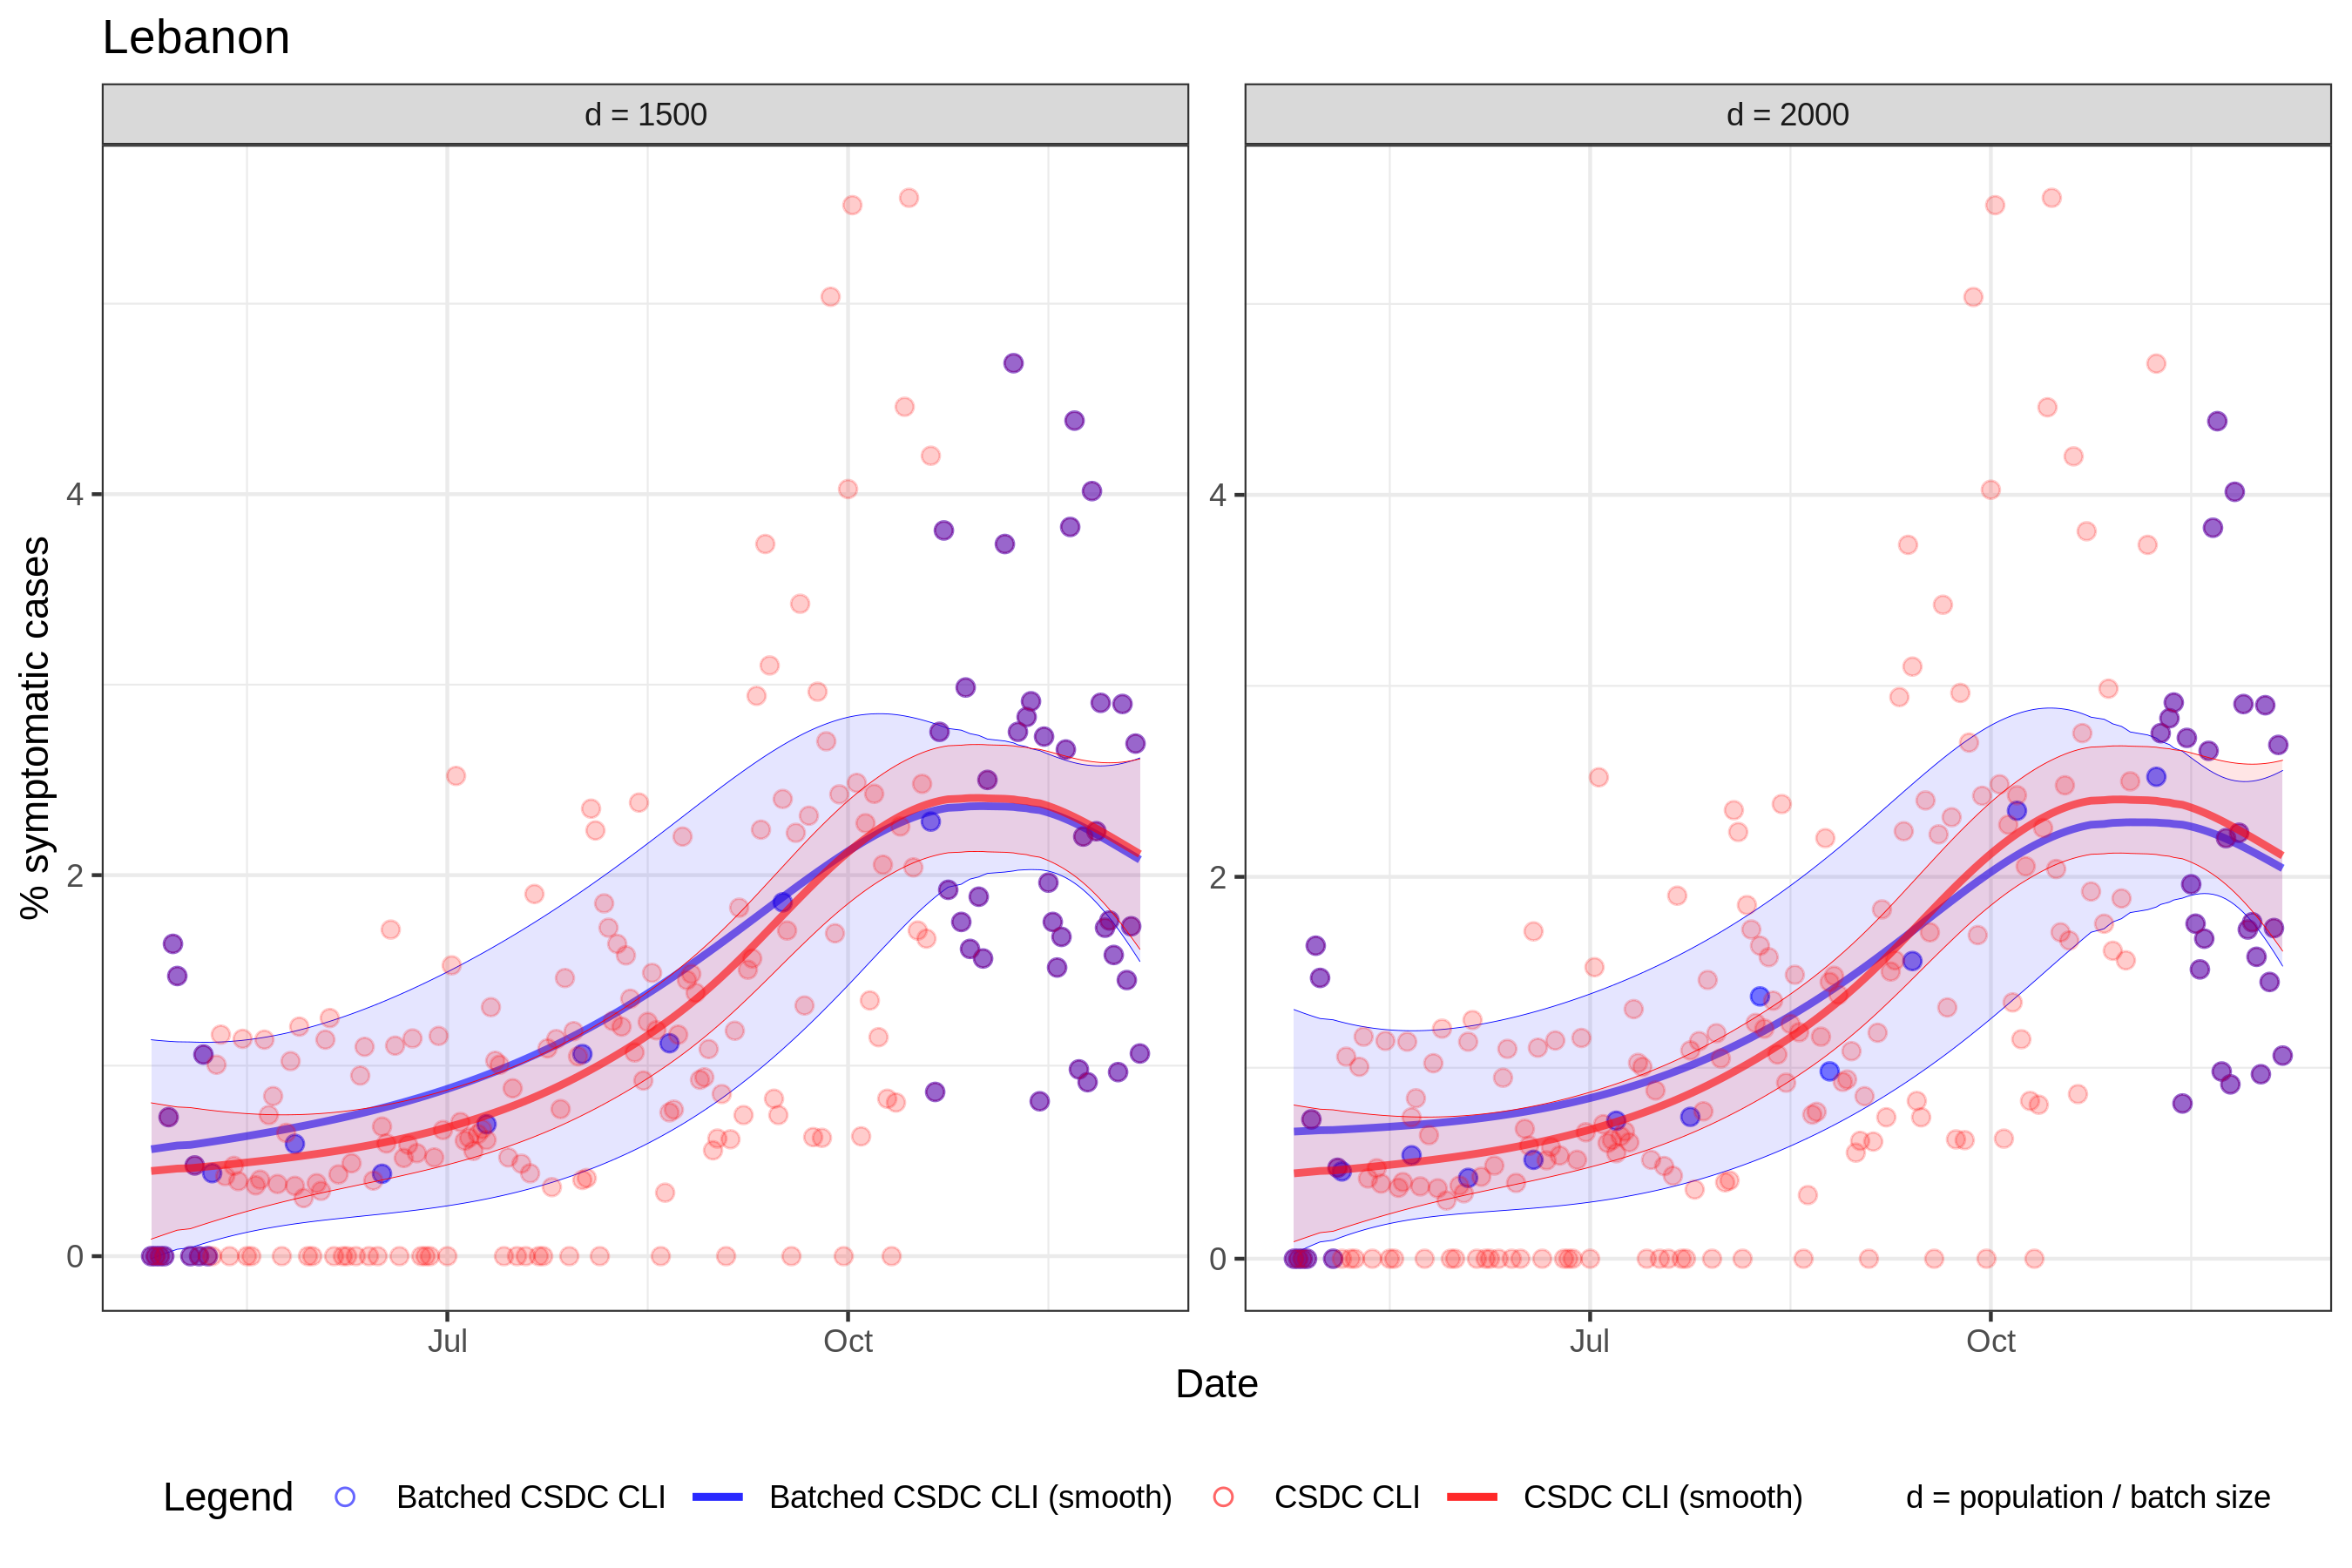 Lebanon
d = 1500
d = 2000
% symptomatic cases
4
2
0
4
2
0
Jul
Oct
Jul
Oct
Date
Legend Batched CSDC CLI Batched CSDC CLI (smooth) CSDC CLI CSDC CLI (smooth) d = population / batch size